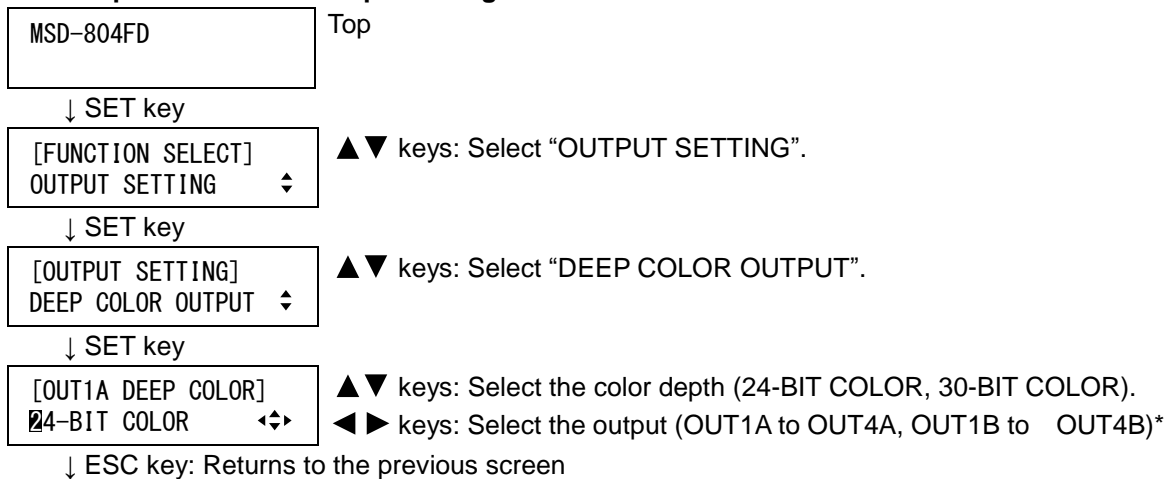 MSD-804FD
Top
↓ SET key
[FUNCTION SELECT]
OUTPUT SETTING
▲▼ keys: Select “OUTPUT SETTING”.
↓ SET key
[OUTPUT SETTING]
DEEP COLOR OUTPUT
▲▼ keys: Select “DEEP COLOR OUTPUT”.
↓ SET key
[OUT1A DEEP COLOR]
24-BIT COLOR
▲▼ keys: Select the color depth (24-BIT COLOR, 30-BIT COLOR).
◀ ▶ keys: Select the output (OUT1A to OUT4A, OUT1B to OUT4B)*
↓ ESC key: Returns to the previous screen